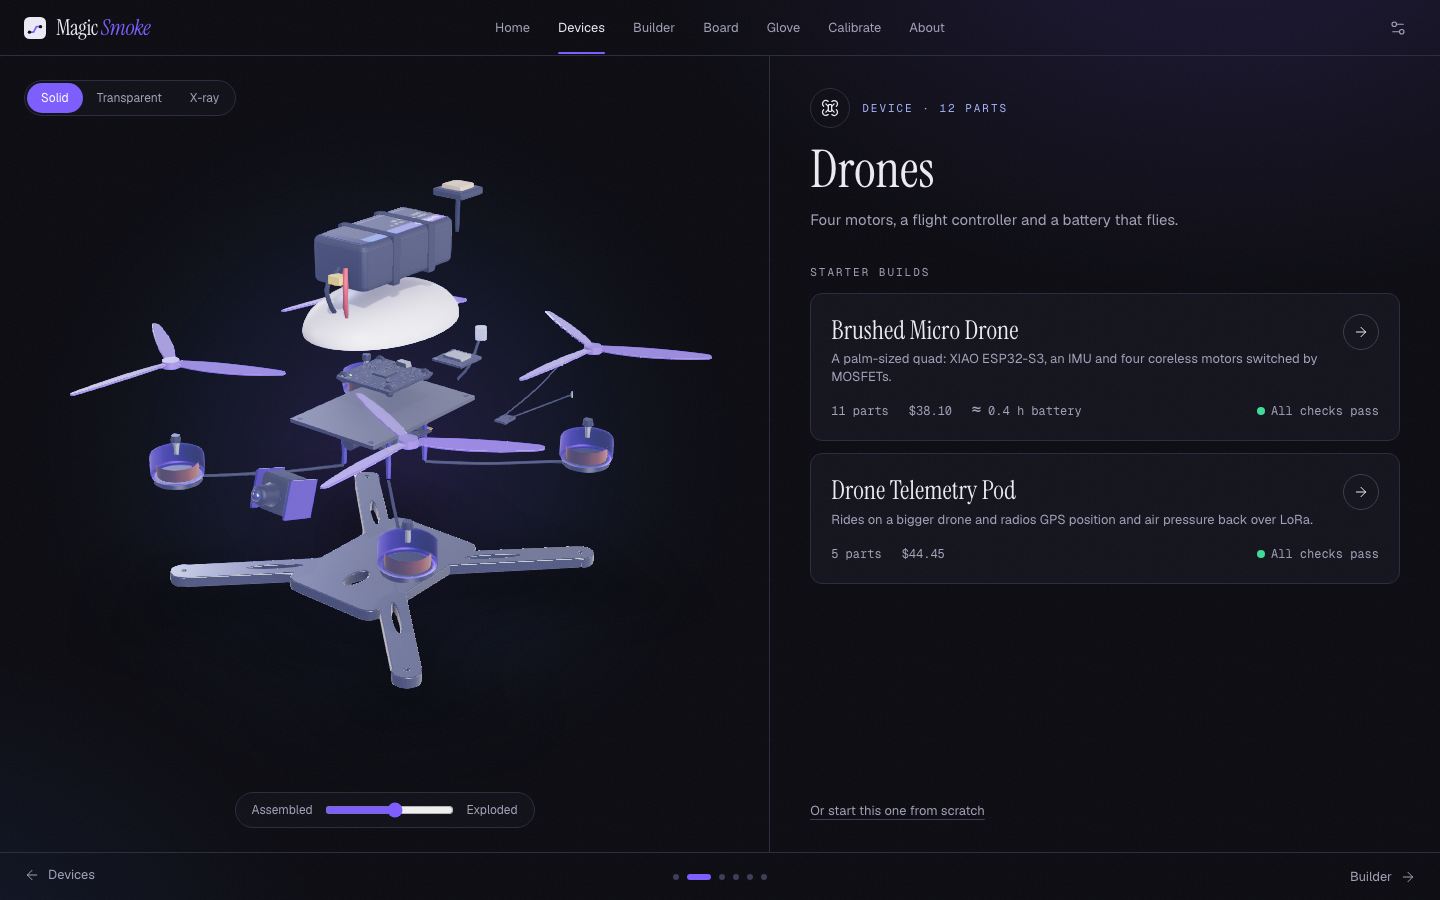 Magic Smoke
Home
Devices
Builder
Board
Glove
Calibrate
About
Solid
Transparent
X-ray
DEVICE · 12 PARTS
Drones
Four motors, a flight controller and a battery that flies.
STARTER BUILDS
Brushed Micro Drone
A palm-sized quad: XIAO ESP32-S3, an IMU and four coreless motors switched by
MOSFETs.
11 parts
$38.10
≈ 0.4 h battery
All checks pass
Drone Telemetry Pod
Rides on a bigger drone and radios GPS position and air pressure back over LoRa.
5 parts
$44.45
All checks pass
Assembled
Exploded
Or start this one from scratch
Devices
Builder